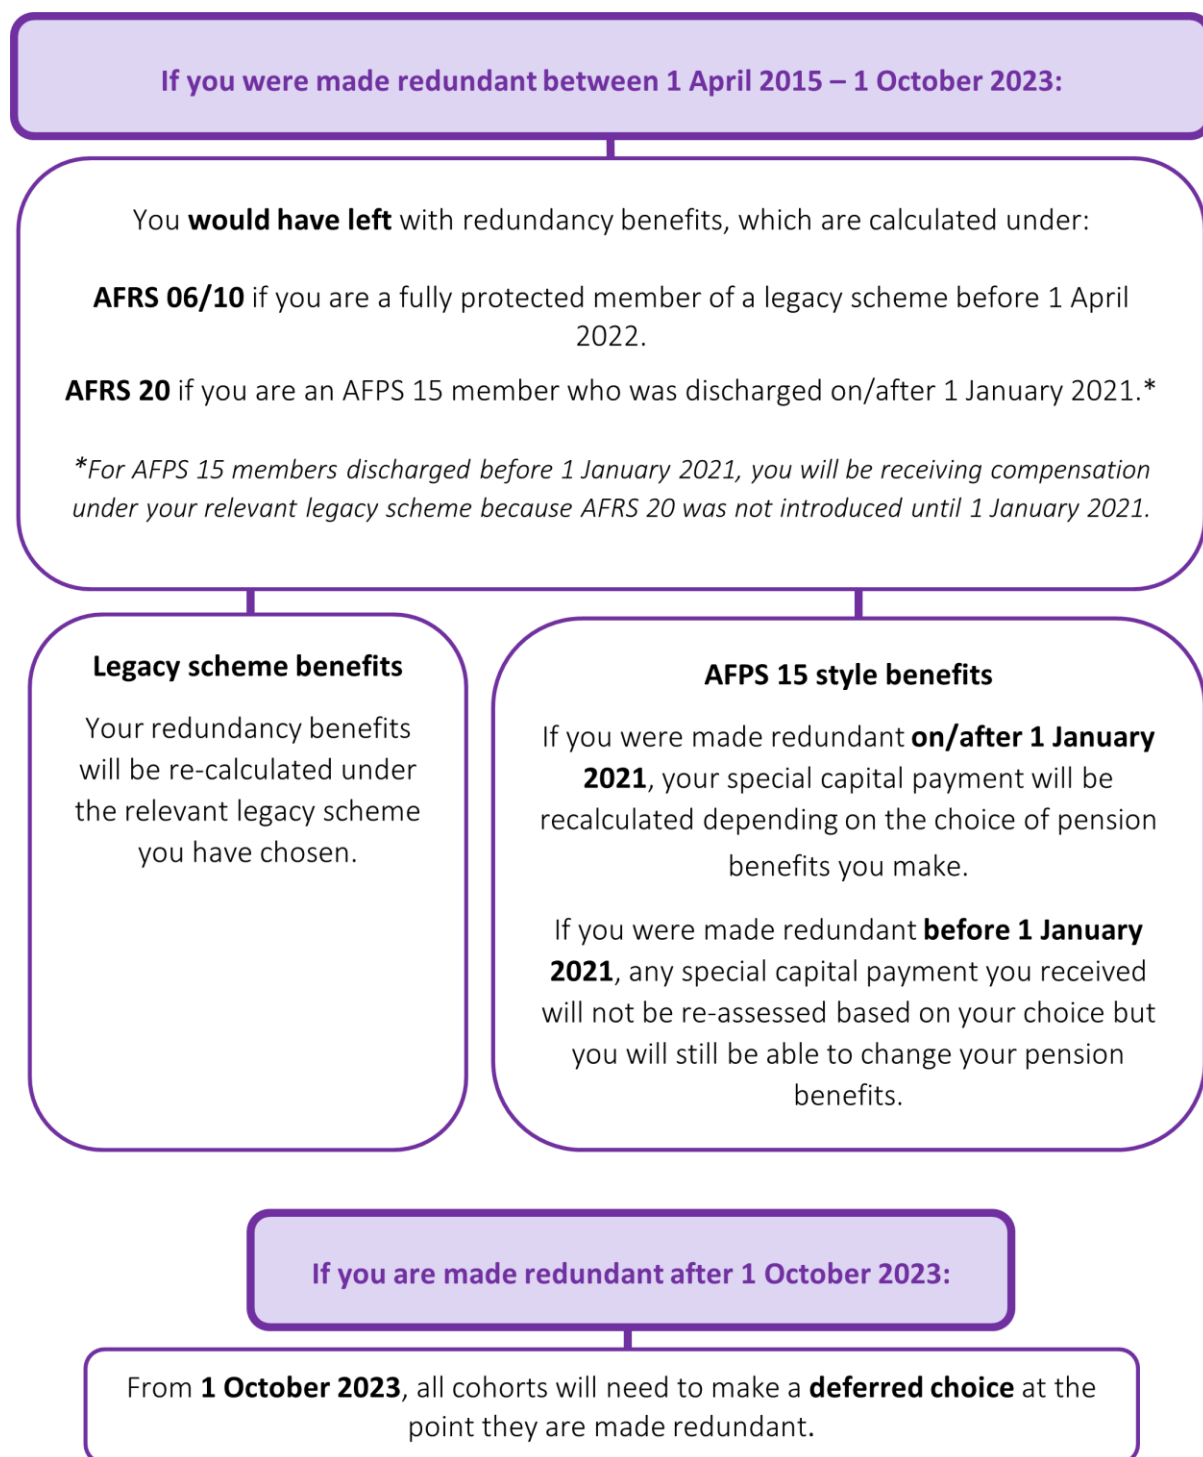 If you were made redundant between 1 April 2015 – 1 October 2023:
You would have left with redundancy benefits, which are calculated under:
AFRS 06/10 if you are a fully protected member of a legacy scheme before 1 April
2022.
AFRS 20 if you are an AFPS 15 member who was discharged on/after 1 January 2021.*
*For AFPS 15 members discharged before 1 January 2021, you will be receiving compensation
under your relevant legacy scheme because AFRS 20 was not introduced until 1 January 2021.
Legacy scheme benefits
Your redundancy benefits
will be re-calculated under
the relevant legacy scheme
you have chosen.
AFPS 15 style benefits
If you were made redundant on/after 1 January
2021, your special capital payment will be
recalculated depending on the choice of pension
benefits you make.
If you were made redundant before 1 January
2021, any special capital payment you received
will not be re-assessed based on your choice but
you will still be able to change your pension
benefits.
If you are made redundant after 1 October 2023:
From 1 October 2023, all cohorts will need to make a deferred choice at the
point they are made redundant.